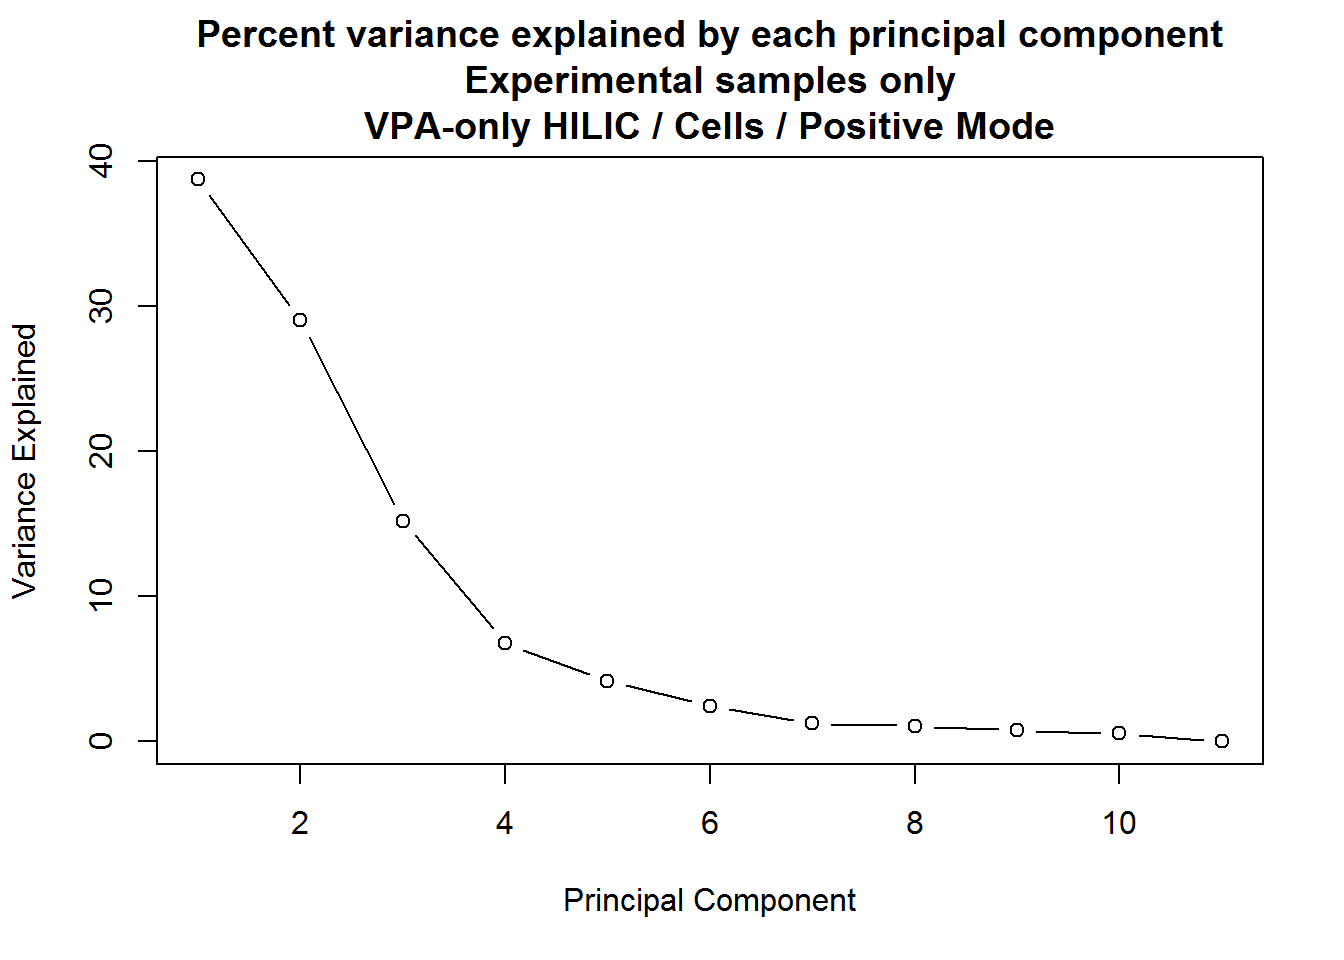 Percent variance explained by each principal component
Experimental samples only
VPA-only HILIC / Cells / Positive Mode
40
30
20
10
0
Variance Explained
2
4
6
8
10
Principal Component